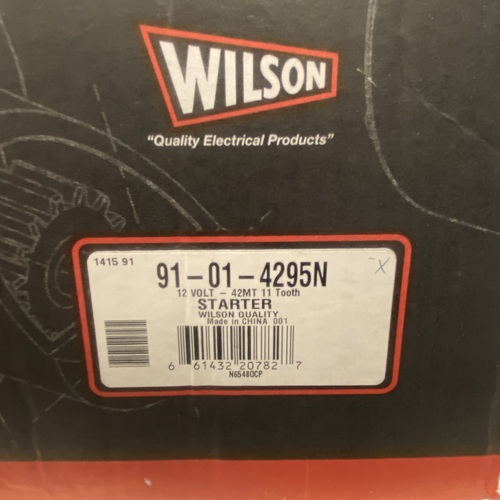 WILSON
"Quality Electrical Products"
1415 91
91-01-4295N
X
12 VOLT - 42MT 11 Tooth
STARTER
WILSON QUALITY
Made in CHINA 001
6 61432 20782 7
N6548OCP